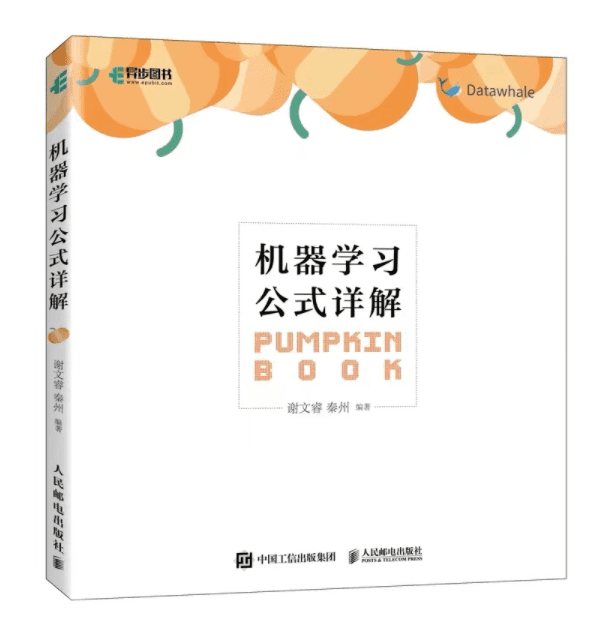 异步图书
www.epubit.com
Datawhale
机器学习
公式详解
PUMPKIN
BOOK
谢文睿 秦州 编著
中国工信出版集团
人民邮电出版社
机器学习公式详解
谢文睿 秦州 编著
人民邮电出版社